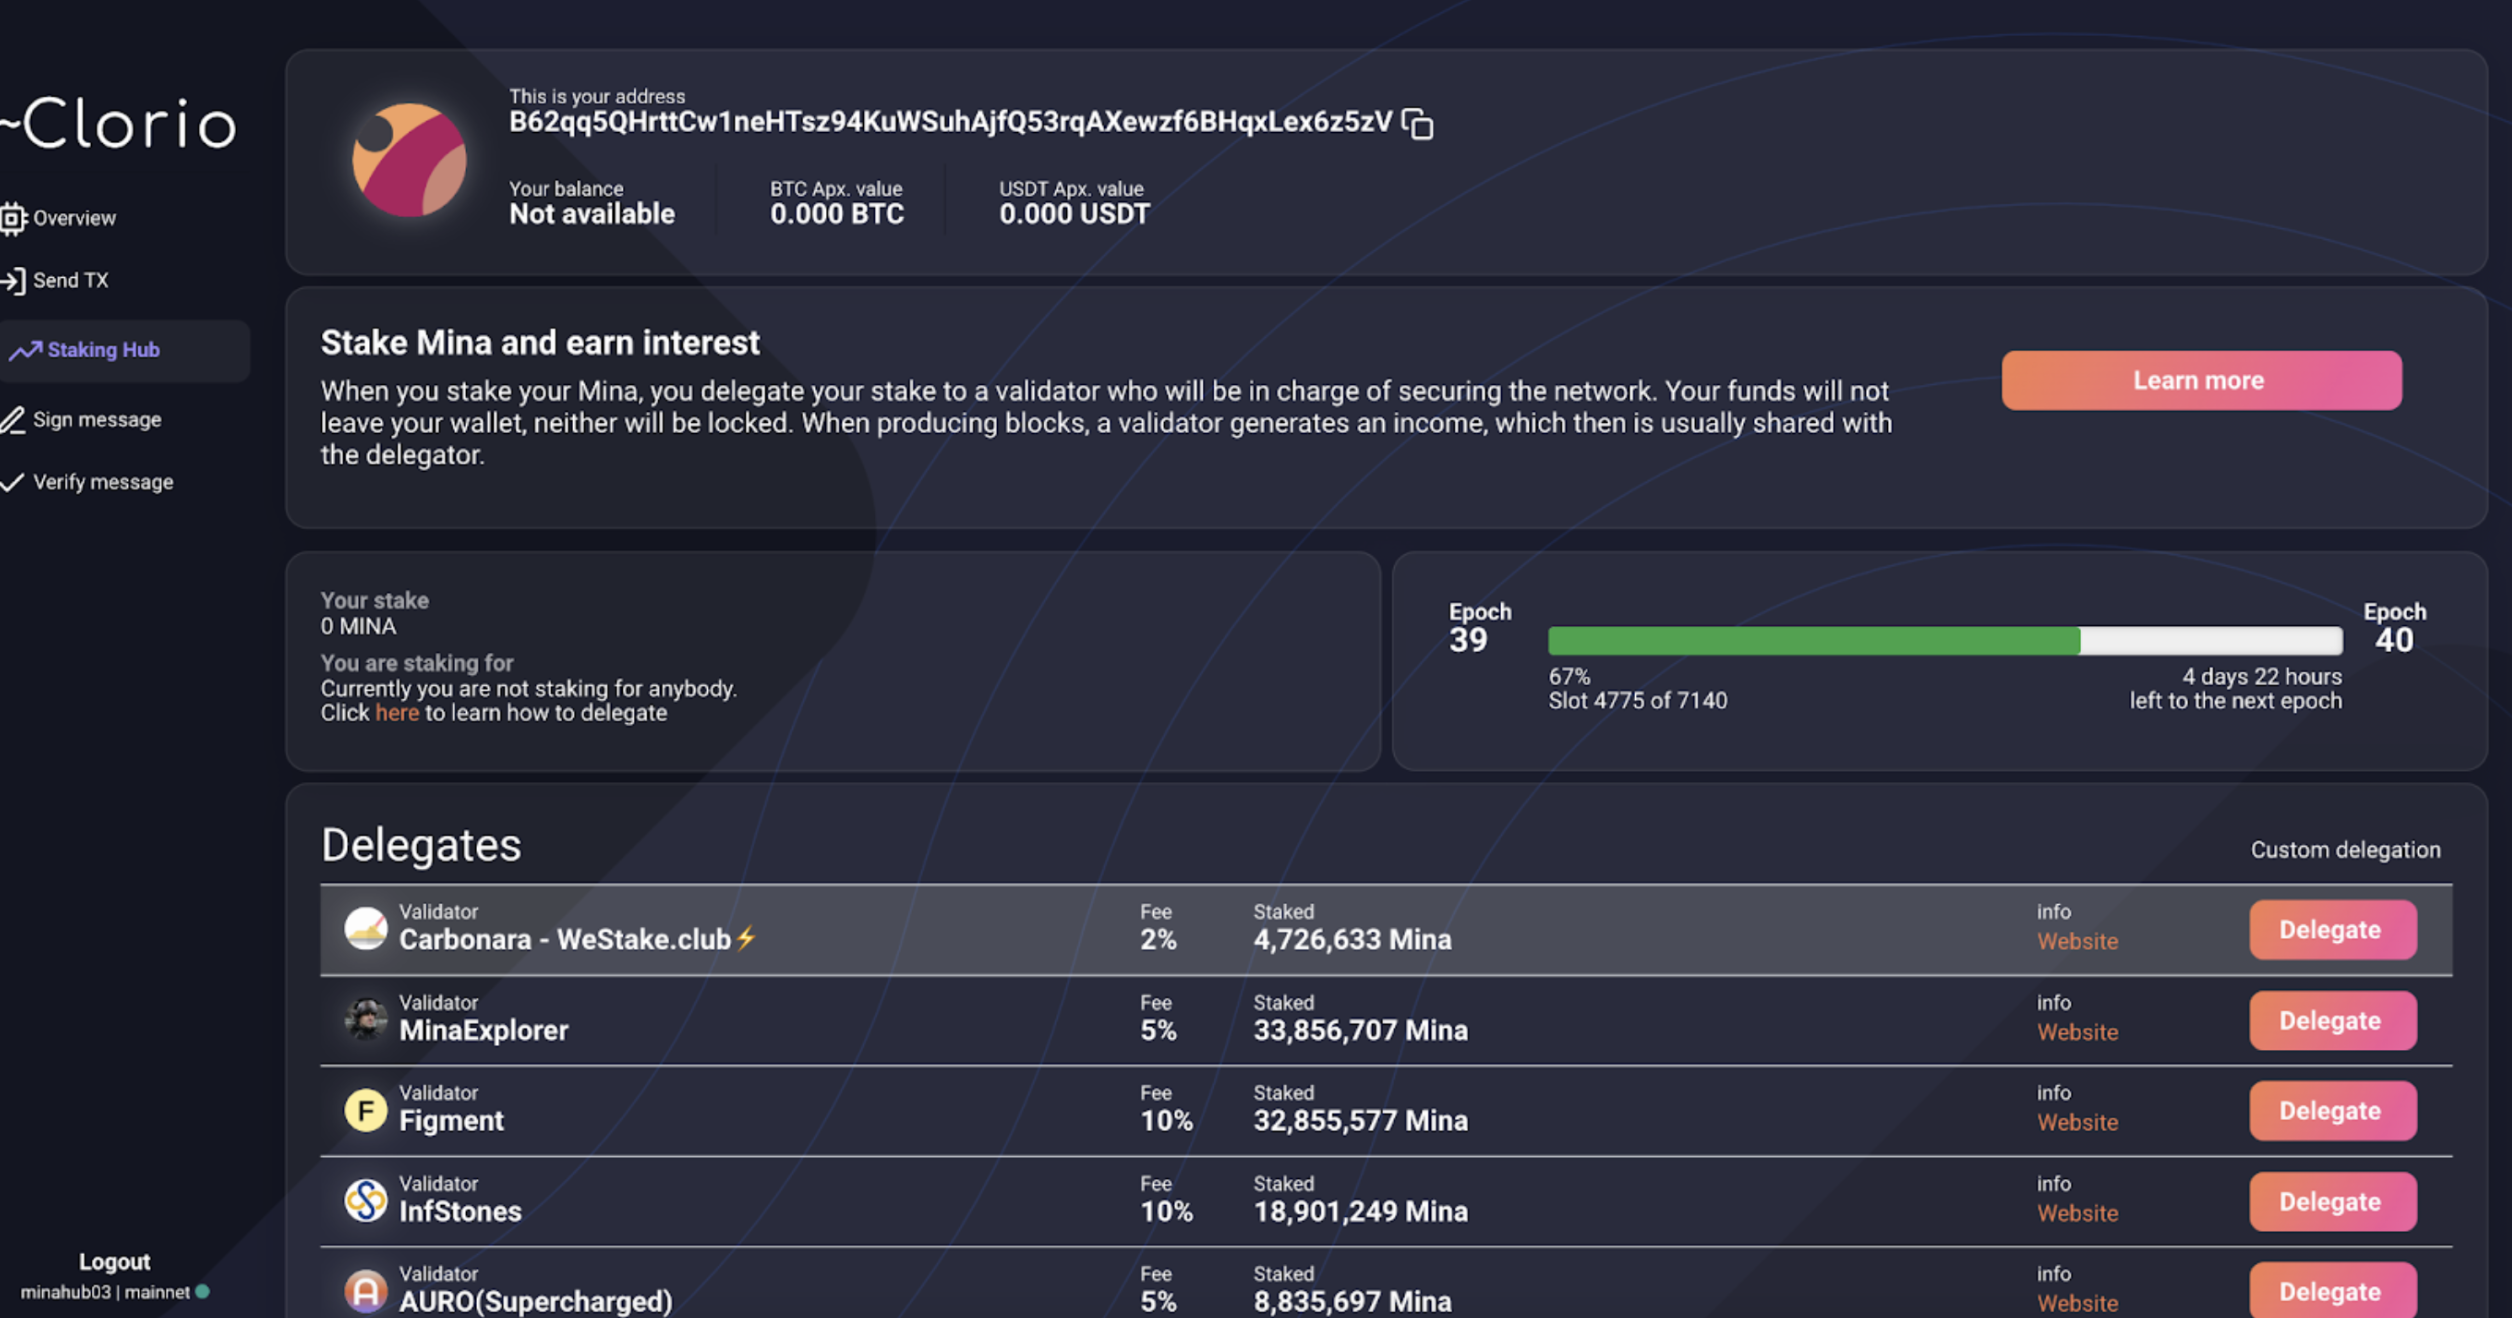 ~Clorio
Overview
Send TX
Staking Hub
Sign message
Verify message
Logout
minahub03 | mainnet
This is your address
B62qq5QHrttCw1neHTsz94KuWSuhAjfQ53rqAXewzf6BHqxLex6z5zV
Your balance
Not available
BTC Apx. value
0.000 BTC
USDT Apx. value
0.000 USDT
Stake Mina and earn interest
When you stake your Mina, you delegate your stake to a validator who will be in charge of securing the network. Your funds will not
leave your wallet, neither will be locked. When producing blocks, a validator generates an income, which then is usually shared with
the delegator.
Learn more
Your stake
0 MINA
You are staking for
Currently you are not staking for anybody.
Click here to learn how to delegate
Epoch
39
67%
Slot 4775 of 7140
4 days 22 hours
left to the next epoch
Epoch
40
Delegates
Custom delegation
Validator
Carbonara - WeStake.club⚡
Fee
2%
Staked
4,726,633 Mina
info
Website
Delegate
Validator
MinaExplorer
Fee
5%
Staked
33,856,707 Mina
info
Website
Delegate
F
Validator
Figment
Fee
10%
Staked
32,855,577 Mina
info
Website
Delegate
Validator
InfStones
Fee
10%
Staked
18,901,249 Mina
info
Website
Delegate
A
Validator
AURO(Supercharged)
Fee
5%
Staked
8,835,697 Mina
info
Website
Delegate